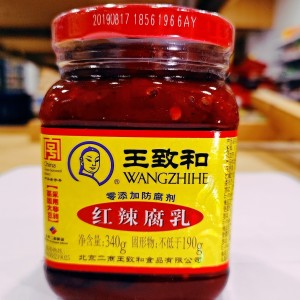 20190817 18561966AY
王致和
® WANGZHIHE
零添加防腐剂
红辣腐乳
净含量:340g 固形物:不低于190g
北京二商王致和食品有限公司